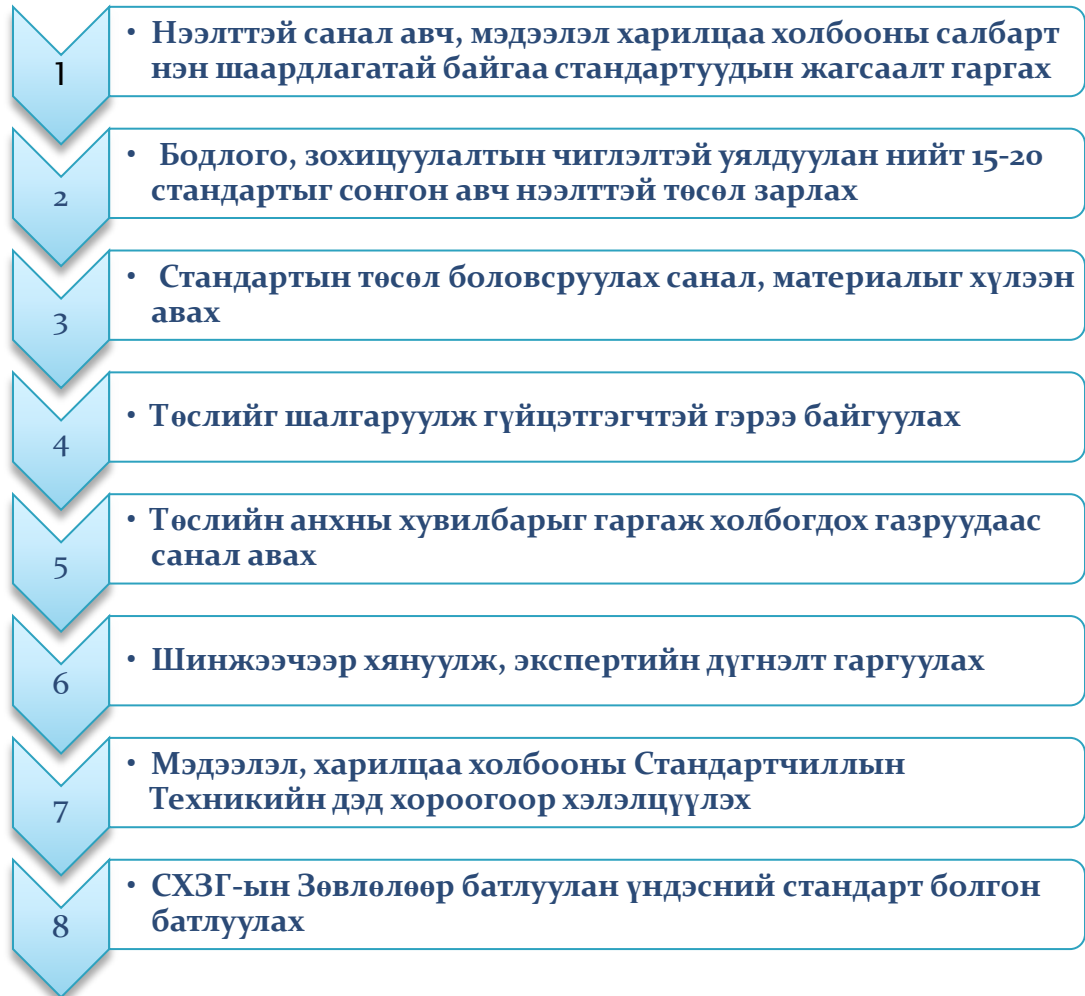 1
• Нээлттэй санал авч, мэдээлэл харилцаа холбооны салбарт
нэн шаардлагатай байгаа стандартуудын жагсаалт гаргах
2
• Бодлого, зохицуулалтын чиглэлтэй уялдуулан нийт 15-20
стандартыг сонгон авч нээлттэй төсөл зарлах
3
• Стандартын төсөл боловсруулах санал, материалыг хүлээн
авах
4
• Төслийг шалгаруулж гүйцэтгэгчтэй гэрээ байгуулах
5
• Төслийн анхны хувилбарыг гаргаж холбогдох газруудаас
санал авах
6
• Шинжээчээр хянуулж, экспертийн дүгнэлт гаргуулах
7
• Мэдээлэл, харилцаа холбооны Стандартчиллын
Техникийн дэд хороогоор хэлэлцүүлэх
8
• СХЗГ-ын Зөвлөлөөр батлуулан үндэсний стандарт болгон
батлуулах